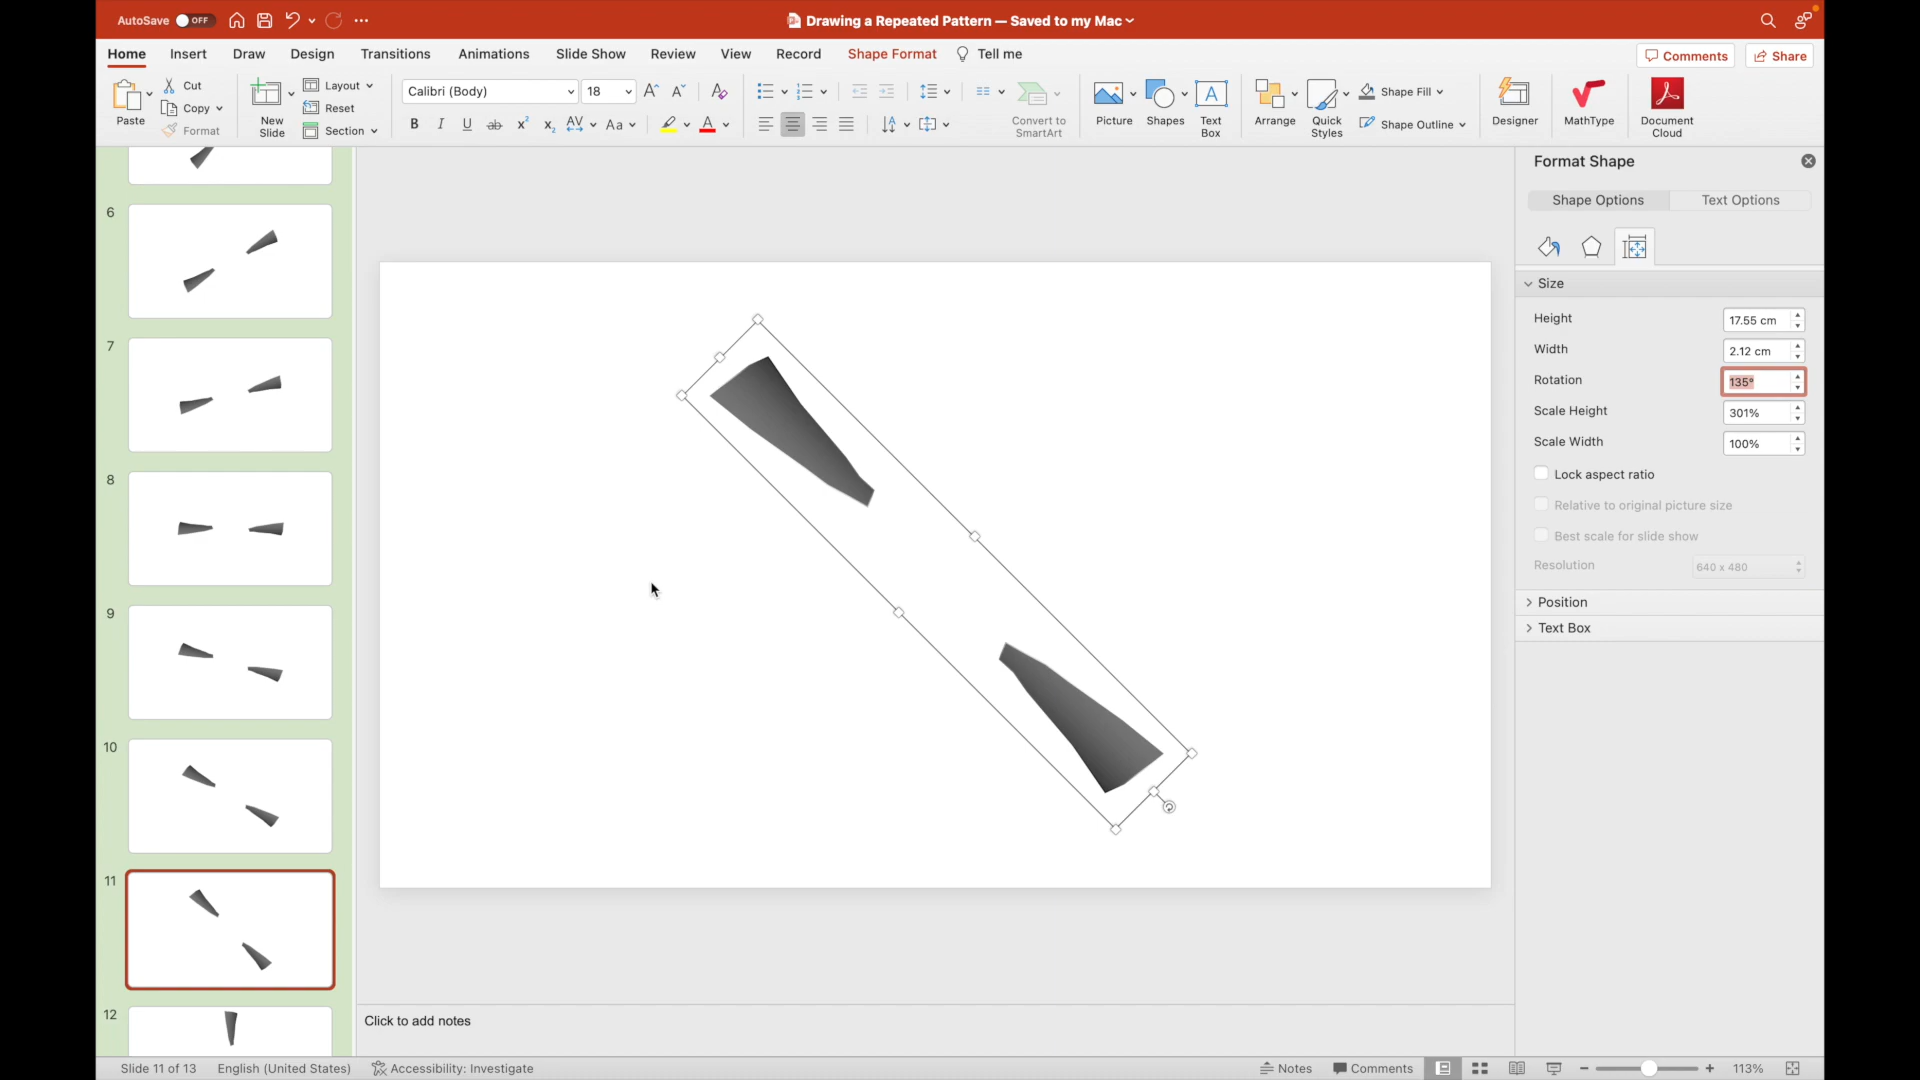 AutoSave OFF
Drawing a Repeated Pattern — Saved to my Mac
Home Insert Draw Design Transitions Animations Slide Show Review View Record Shape Format Tell me
Comments Share
Paste
Cut
Copy
Format
New Slide
Layout
Reset
Section
Calibri (Body) 18
Convert to SmartArt
Picture Shapes Text Box
Arrange Quick Styles
Shape Fill
Shape Outline
Designer
MathType
Document Cloud
6
7
8
9
10
11
12
Format Shape
Shape Options Text Options
Size
Height 17.55 cm
Width 2.12 cm
Rotation 135°
Scale Height 301%
Scale Width 100%
Lock aspect ratio
Relative to original picture size
Best scale for slide show
Resolution 640 x 480
Position
Text Box
Click to add notes
Slide 11 of 13 English (United States) Accessibility: Investigate Notes Comments 113%